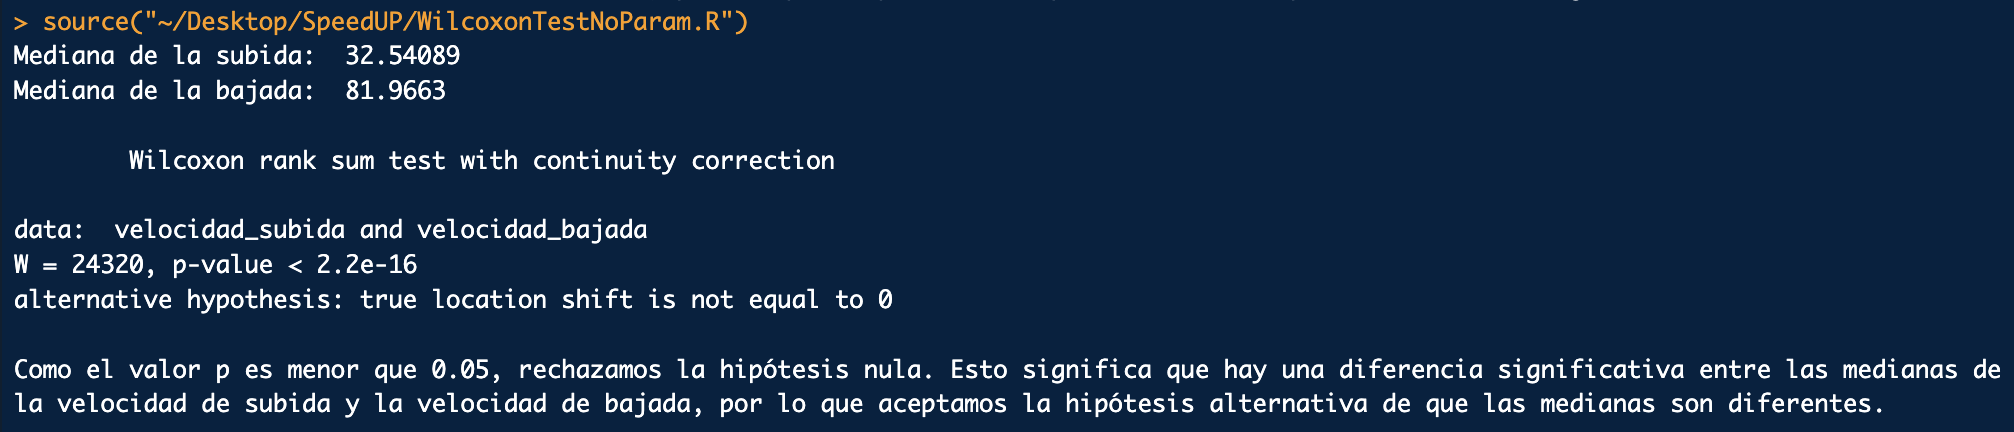 > source("~/Desktop/SpeedUP/WilcoxonTestNoParam.R")
Mediana de la subida:  32.54089
Mediana de la bajada:  81.9663
Wilcoxon rank sum test with continuity correction
data:  velocidad_subida and velocidad_bajada
W = 24320, p-value < 2.2e-16
alternative hypothesis: true location shift is not equal to 0
Como el valor p es menor que 0.05, rechazamos la hipótesis nula. Esto significa que hay una diferencia significativa entre las medianas de
la velocidad de subida y la velocidad de bajada, por lo que aceptamos la hipótesis alternativa de que las medianas son diferentes.